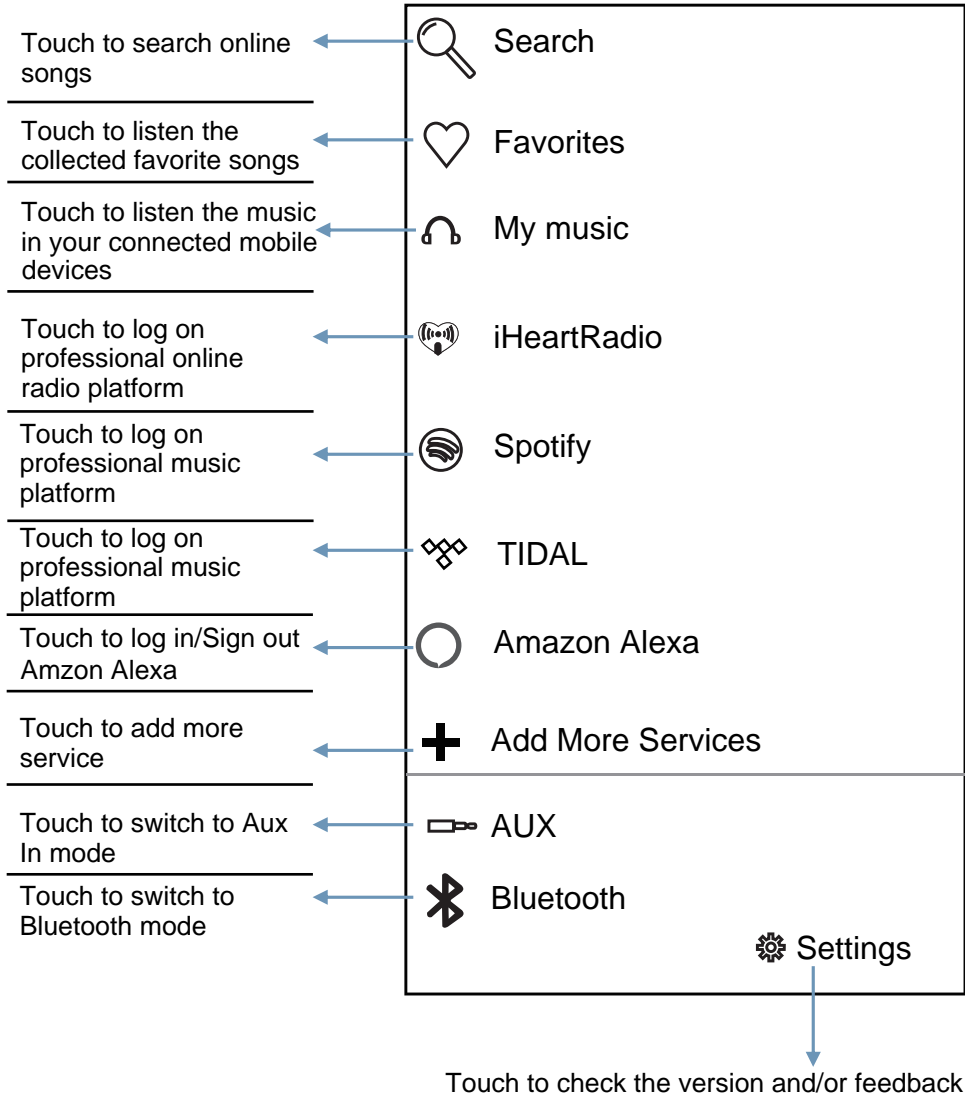 Touch to search online
songs
Search
Touch to listen the
collected favorite songs
Favorites
Touch to listen the music
in your connected mobile
devices
My music
Touch to log on
professional online
radio platform
iHeartRadio
Touch to log on
professional music
platform
Spotify
Touch to log on
professional music
platform
TIDAL
Touch to log in/Sign out
Amzon Alexa
Amazon Alexa
Touch to add more
service
Add More Services
Touch to switch to Aux
In mode
AUX
Touch to switch to
Bluetooth mode
Bluetooth
Settings
Touch to check the version and/or feedback